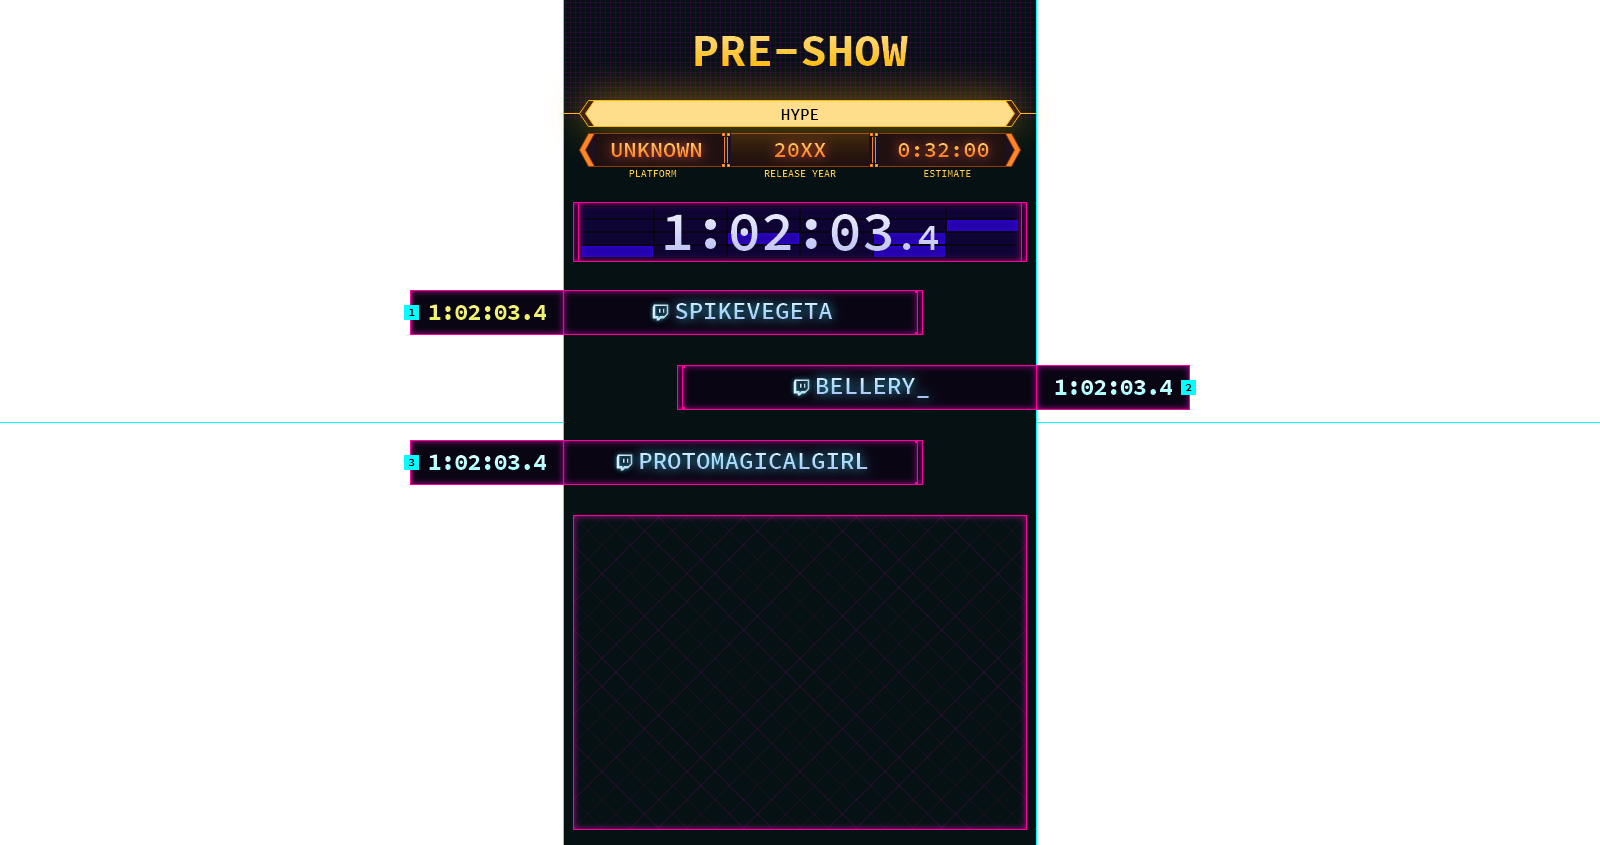 PRE-SHOW
HYPE
UNKNOWN 20XX 0:32:00
PLATFORM RELEASE YEAR ESTIMATE
1:02:03.4
1 1:02:03.4 SPIKEVEGETA
BELLERY_ 1:02:03.4 2
3 1:02:03.4 PROTOMAGICALGIRL